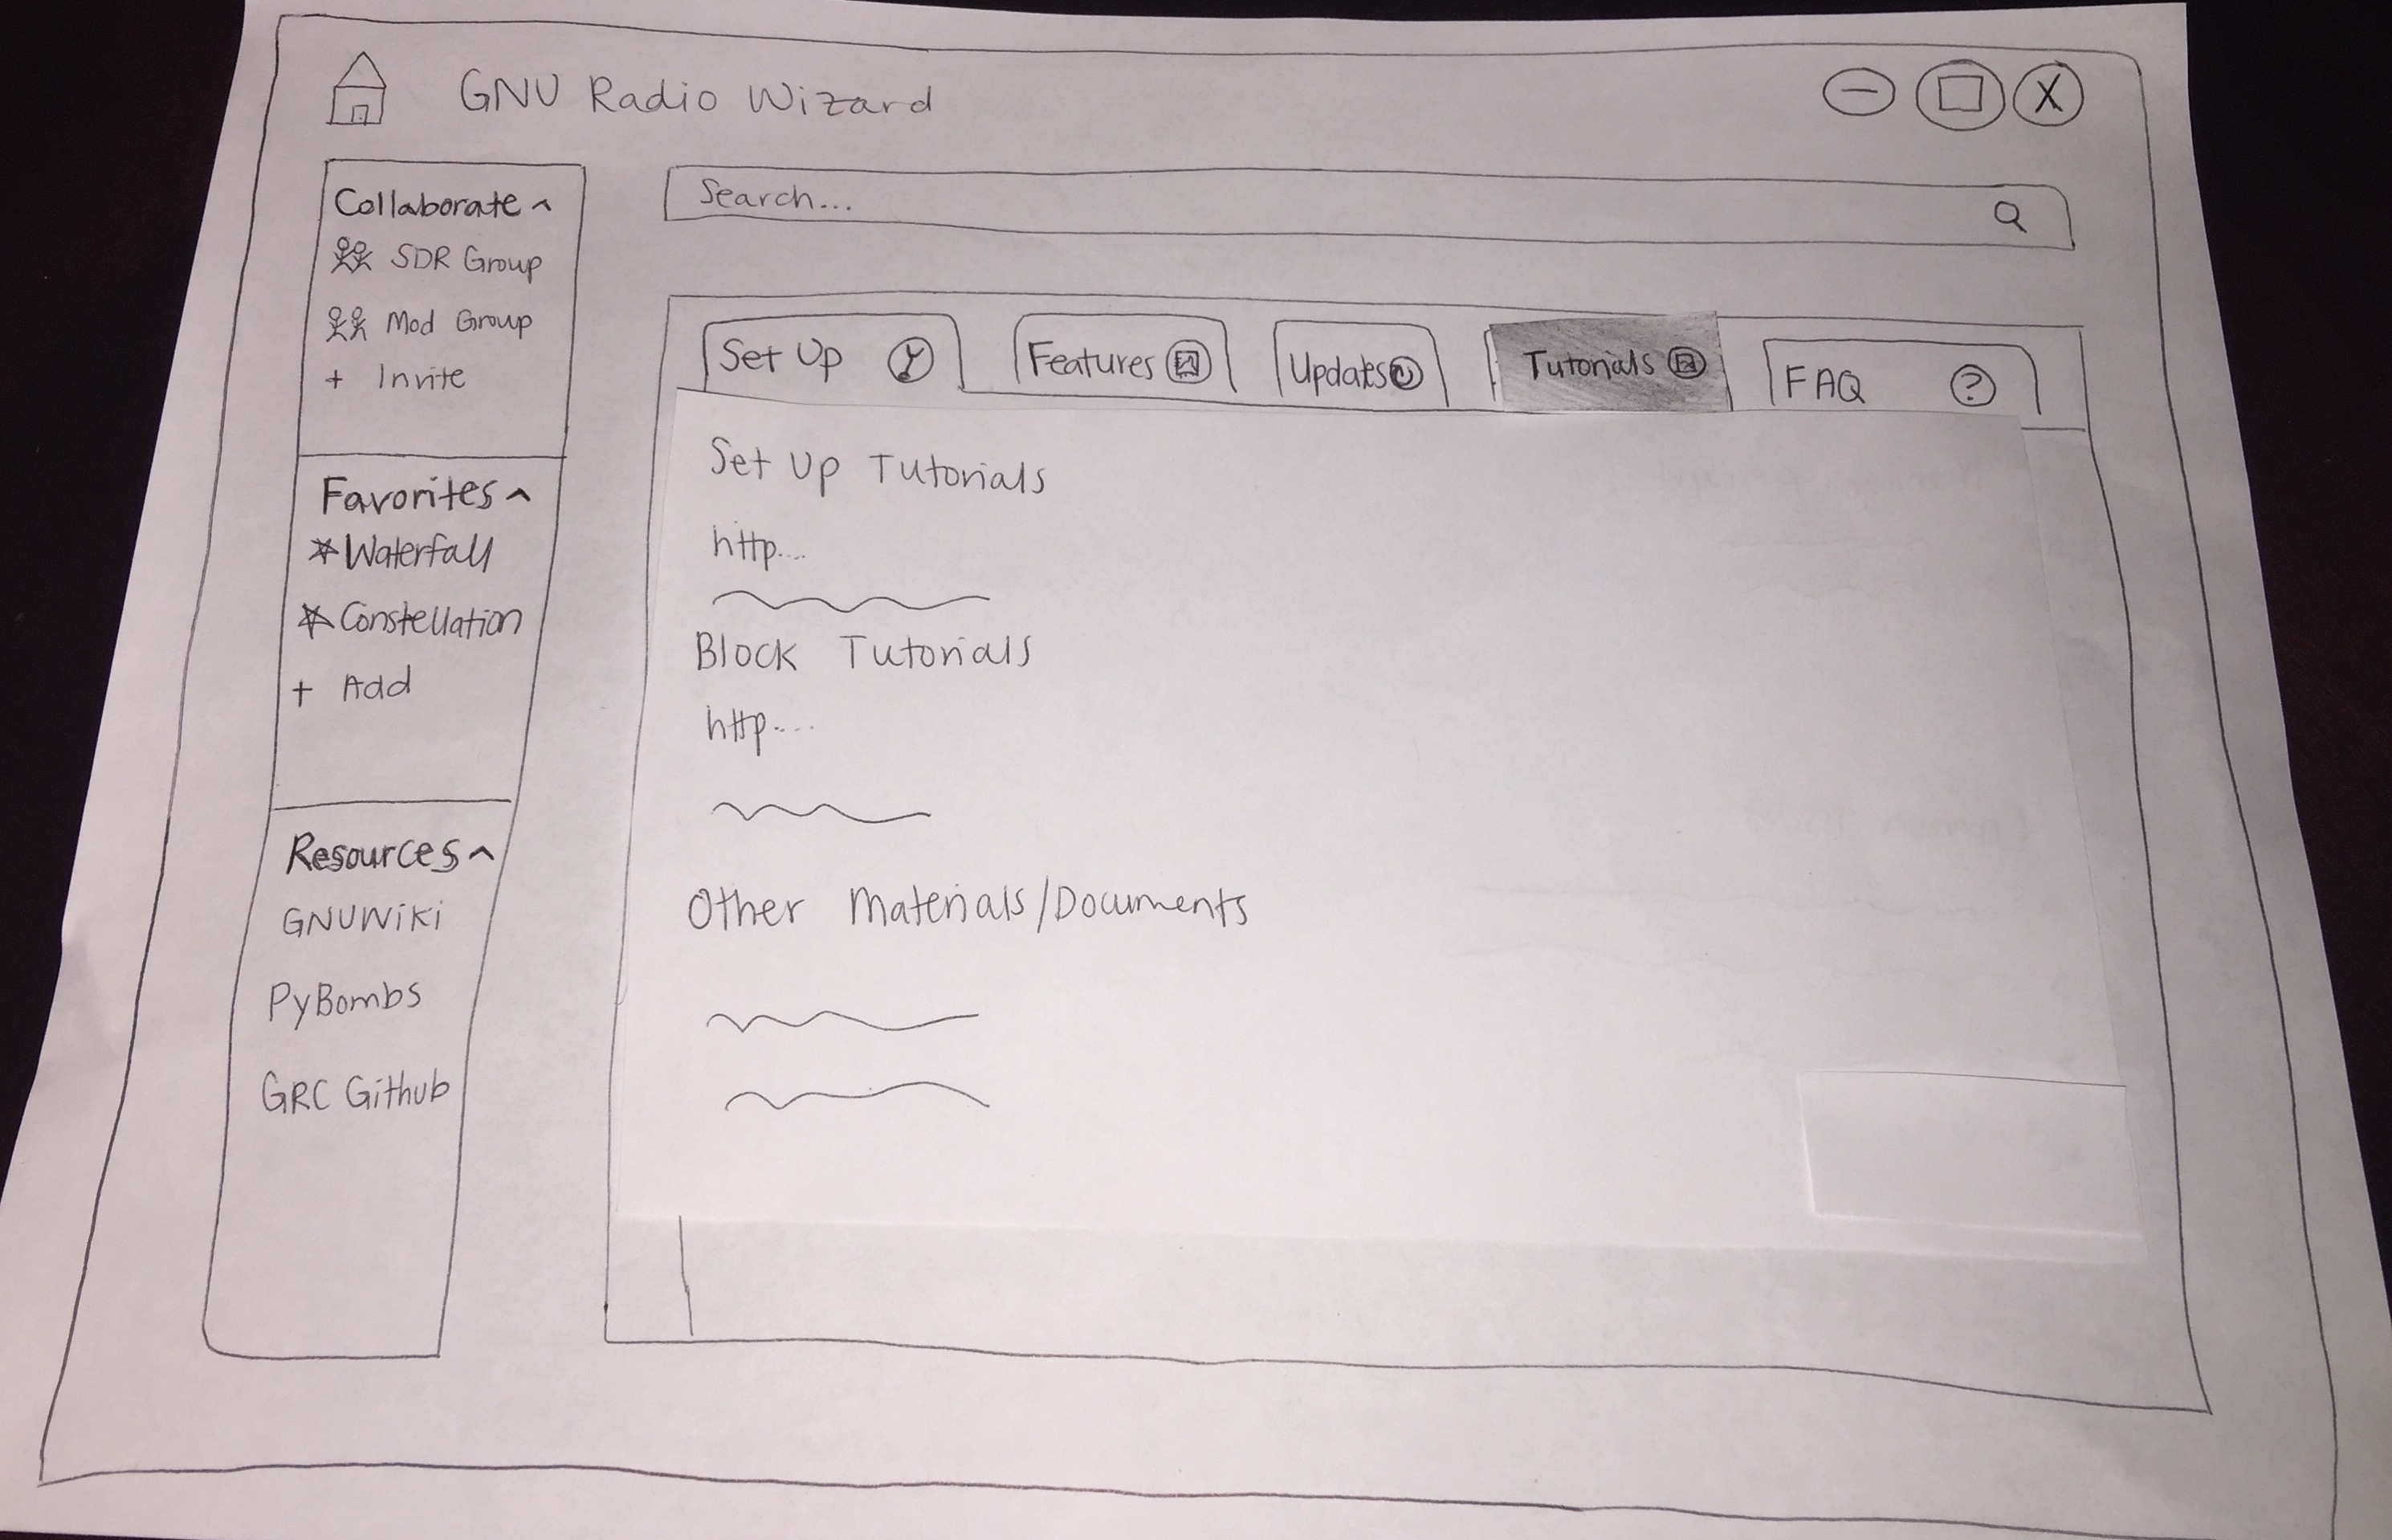 GNU Radio Wizard
X
Collaborate ^
SDR Group
Mod Group
+ Invite
Favorites ^
Waterfall
Constellation
+ Add
Resources ^
GNUWiki
PyBombs
GRC Github
Search...
Set Up
Features
Updates
Tutorials
FAQ ?
Set Up Tutorials
http....
Block Tutorials
http....
Other Materials/Documents